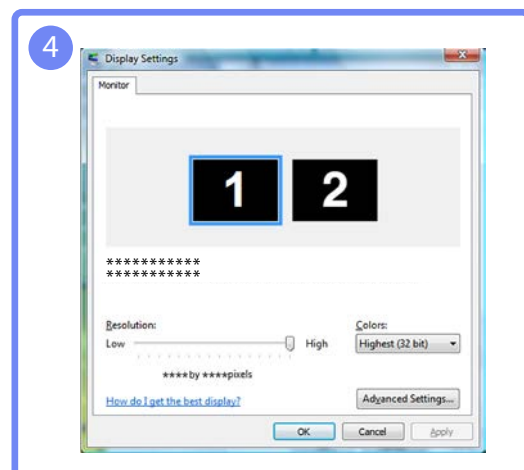 4
Display Settings
Monitor
1 2
***********
***********
Resolution: Colors:
Low High Highest (32 bit)
****by ****pixels
How do I get the best display? Advanced Settings...
OK Cancel Apply